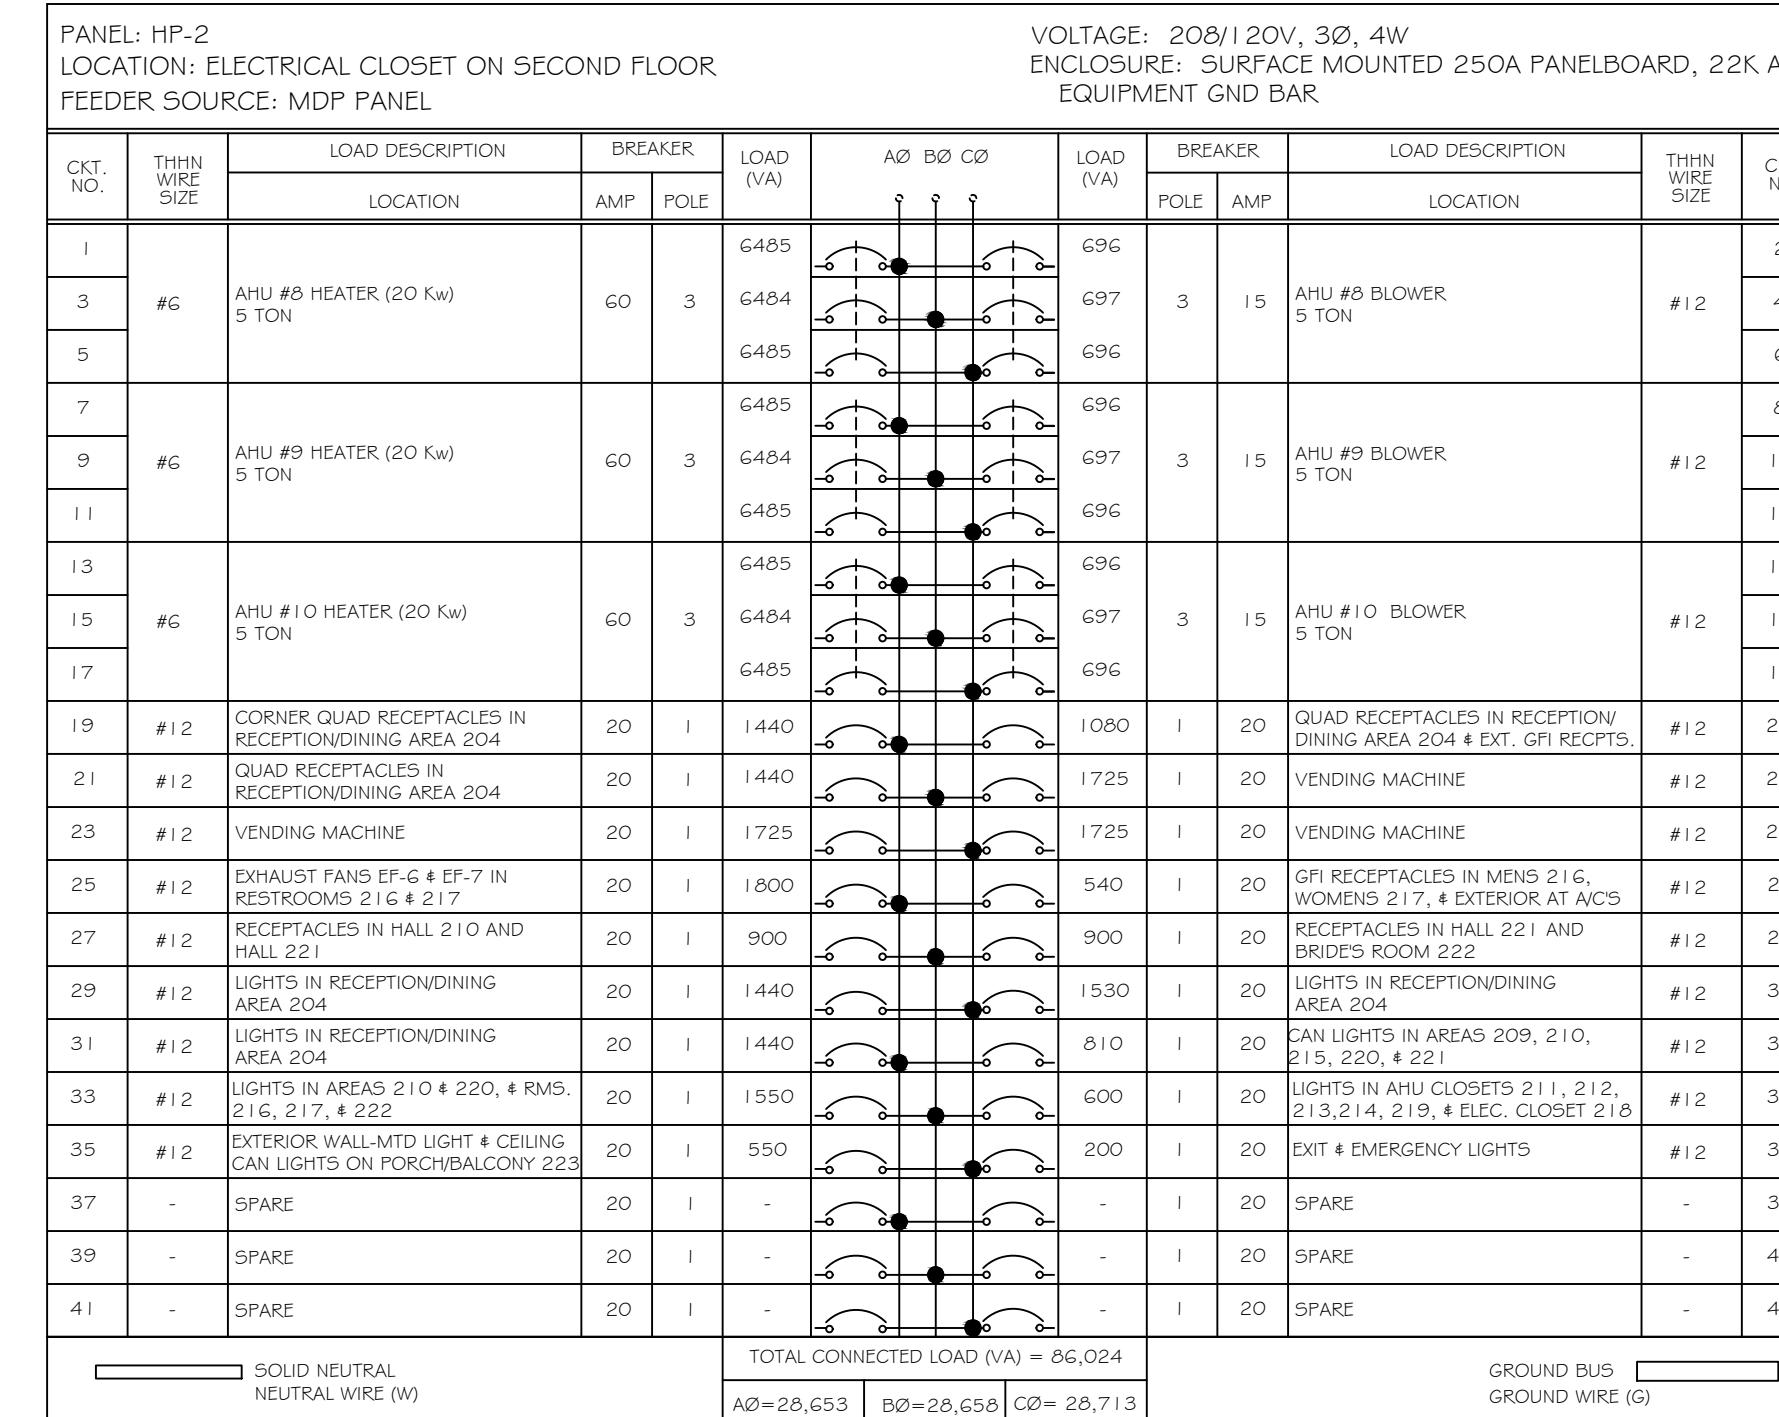 PANEL: HP-2
LOCATION: ELECTRICAL CLOSET ON SECOND FLOOR
FEEDER SOURCE: MDP PANEL
VOLTAGE: 208/120V, 3Ø, 4W
ENCLOSURE: SURFACE MOUNTED 250A PANELBOARD, 22K A
EQUIPMENT GND BAR
CKT. NO. THHN WIRE SIZE LOAD DESCRIPTION BREAKER LOAD (VA) AØ BØ CØ LOAD (VA) BREAKER LOAD DESCRIPTION THHN WIRE SIZE
LOCATION AMP POLE POLE AMP LOCATION
1 6485 696
3 #6 AHU #8 HEATER (20 Kw) 60 3 6484 697 3 15 AHU #8 BLOWER #12
5 TON 5 TON
5 6485 696
7 6485 696
9 #6 AHU #9 HEATER (20 Kw) 60 3 6484 697 3 15 AHU #9 BLOWER #12
5 TON 5 TON
11 6485 696
13 6485 696
15 #6 AHU #10 HEATER (20 Kw) 60 3 6484 697 3 15 AHU #10 BLOWER #12
5 TON 5 TON
17 6485 696
19 #12 CORNER QUAD RECEPTACLES IN 20 1 1440 1080 1 20 QUAD RECEPTACLES IN RECEPTION/ #12
RECEPTION/DINING AREA 204 DINING AREA 204 & EXT. GFI RECPTS.
21 #12 QUAD RECEPTACLES IN 20 1 1440 1725 1 20 VENDING MACHINE #12
RECEPTION/DINING AREA 204
23 #12 VENDING MACHINE 20 1 1725 1725 1 20 VENDING MACHINE #12
25 #12 EXHAUST FANS EF-6 & EF-7 IN 20 1 1800 540 1 20 GFI RECEPTACLES IN MENS 216, #12
RESTROOMS 216 & 217 WOMENS 217, & EXTERIOR AT A/C'S
27 #12 RECEPTACLES IN HALL 210 AND 20 1 900 900 1 20 RECEPTACLES IN HALL 221 AND #12
HALL 221 BRIDE'S ROOM 222
29 #12 LIGHTS IN RECEPTION/DINING 20 1 1440 1530 1 20 LIGHTS IN RECEPTION/DINING #12
AREA 204 AREA 204
31 #12 LIGHTS IN RECEPTION/DINING 20 1 1440 810 1 20 CAN LIGHTS IN AREAS 209, 210, #12
AREA 204 215, 220, & 221
33 #12 LIGHTS IN AREAS 210 & 220, & RMS. 20 1 1550 600 1 20 LIGHTS IN AHU CLOSETS 211, 212, #12
216, 217, & 222 213,214, 219, & ELEC. CLOSET 218
35 #12 EXTERIOR WALL-MTD LIGHT & CEILING 20 1 550 200 1 20 EXIT & EMERGENCY LIGHTS #12
CAN LIGHTS ON PORCH/BALCONY 223
37 - SPARE 20 1 - - 1 20 SPARE -
39 - SPARE 20 1 - - 1 20 SPARE -
41 - SPARE 20 1 - - 1 20 SPARE -
SOLID NEUTRAL
NEUTRAL WIRE (W)
TOTAL CONNECTED LOAD (VA) = 86,024
AØ=28,653 BØ=28,658 CØ= 28,713
GROUND BUS
GROUND WIRE (G)